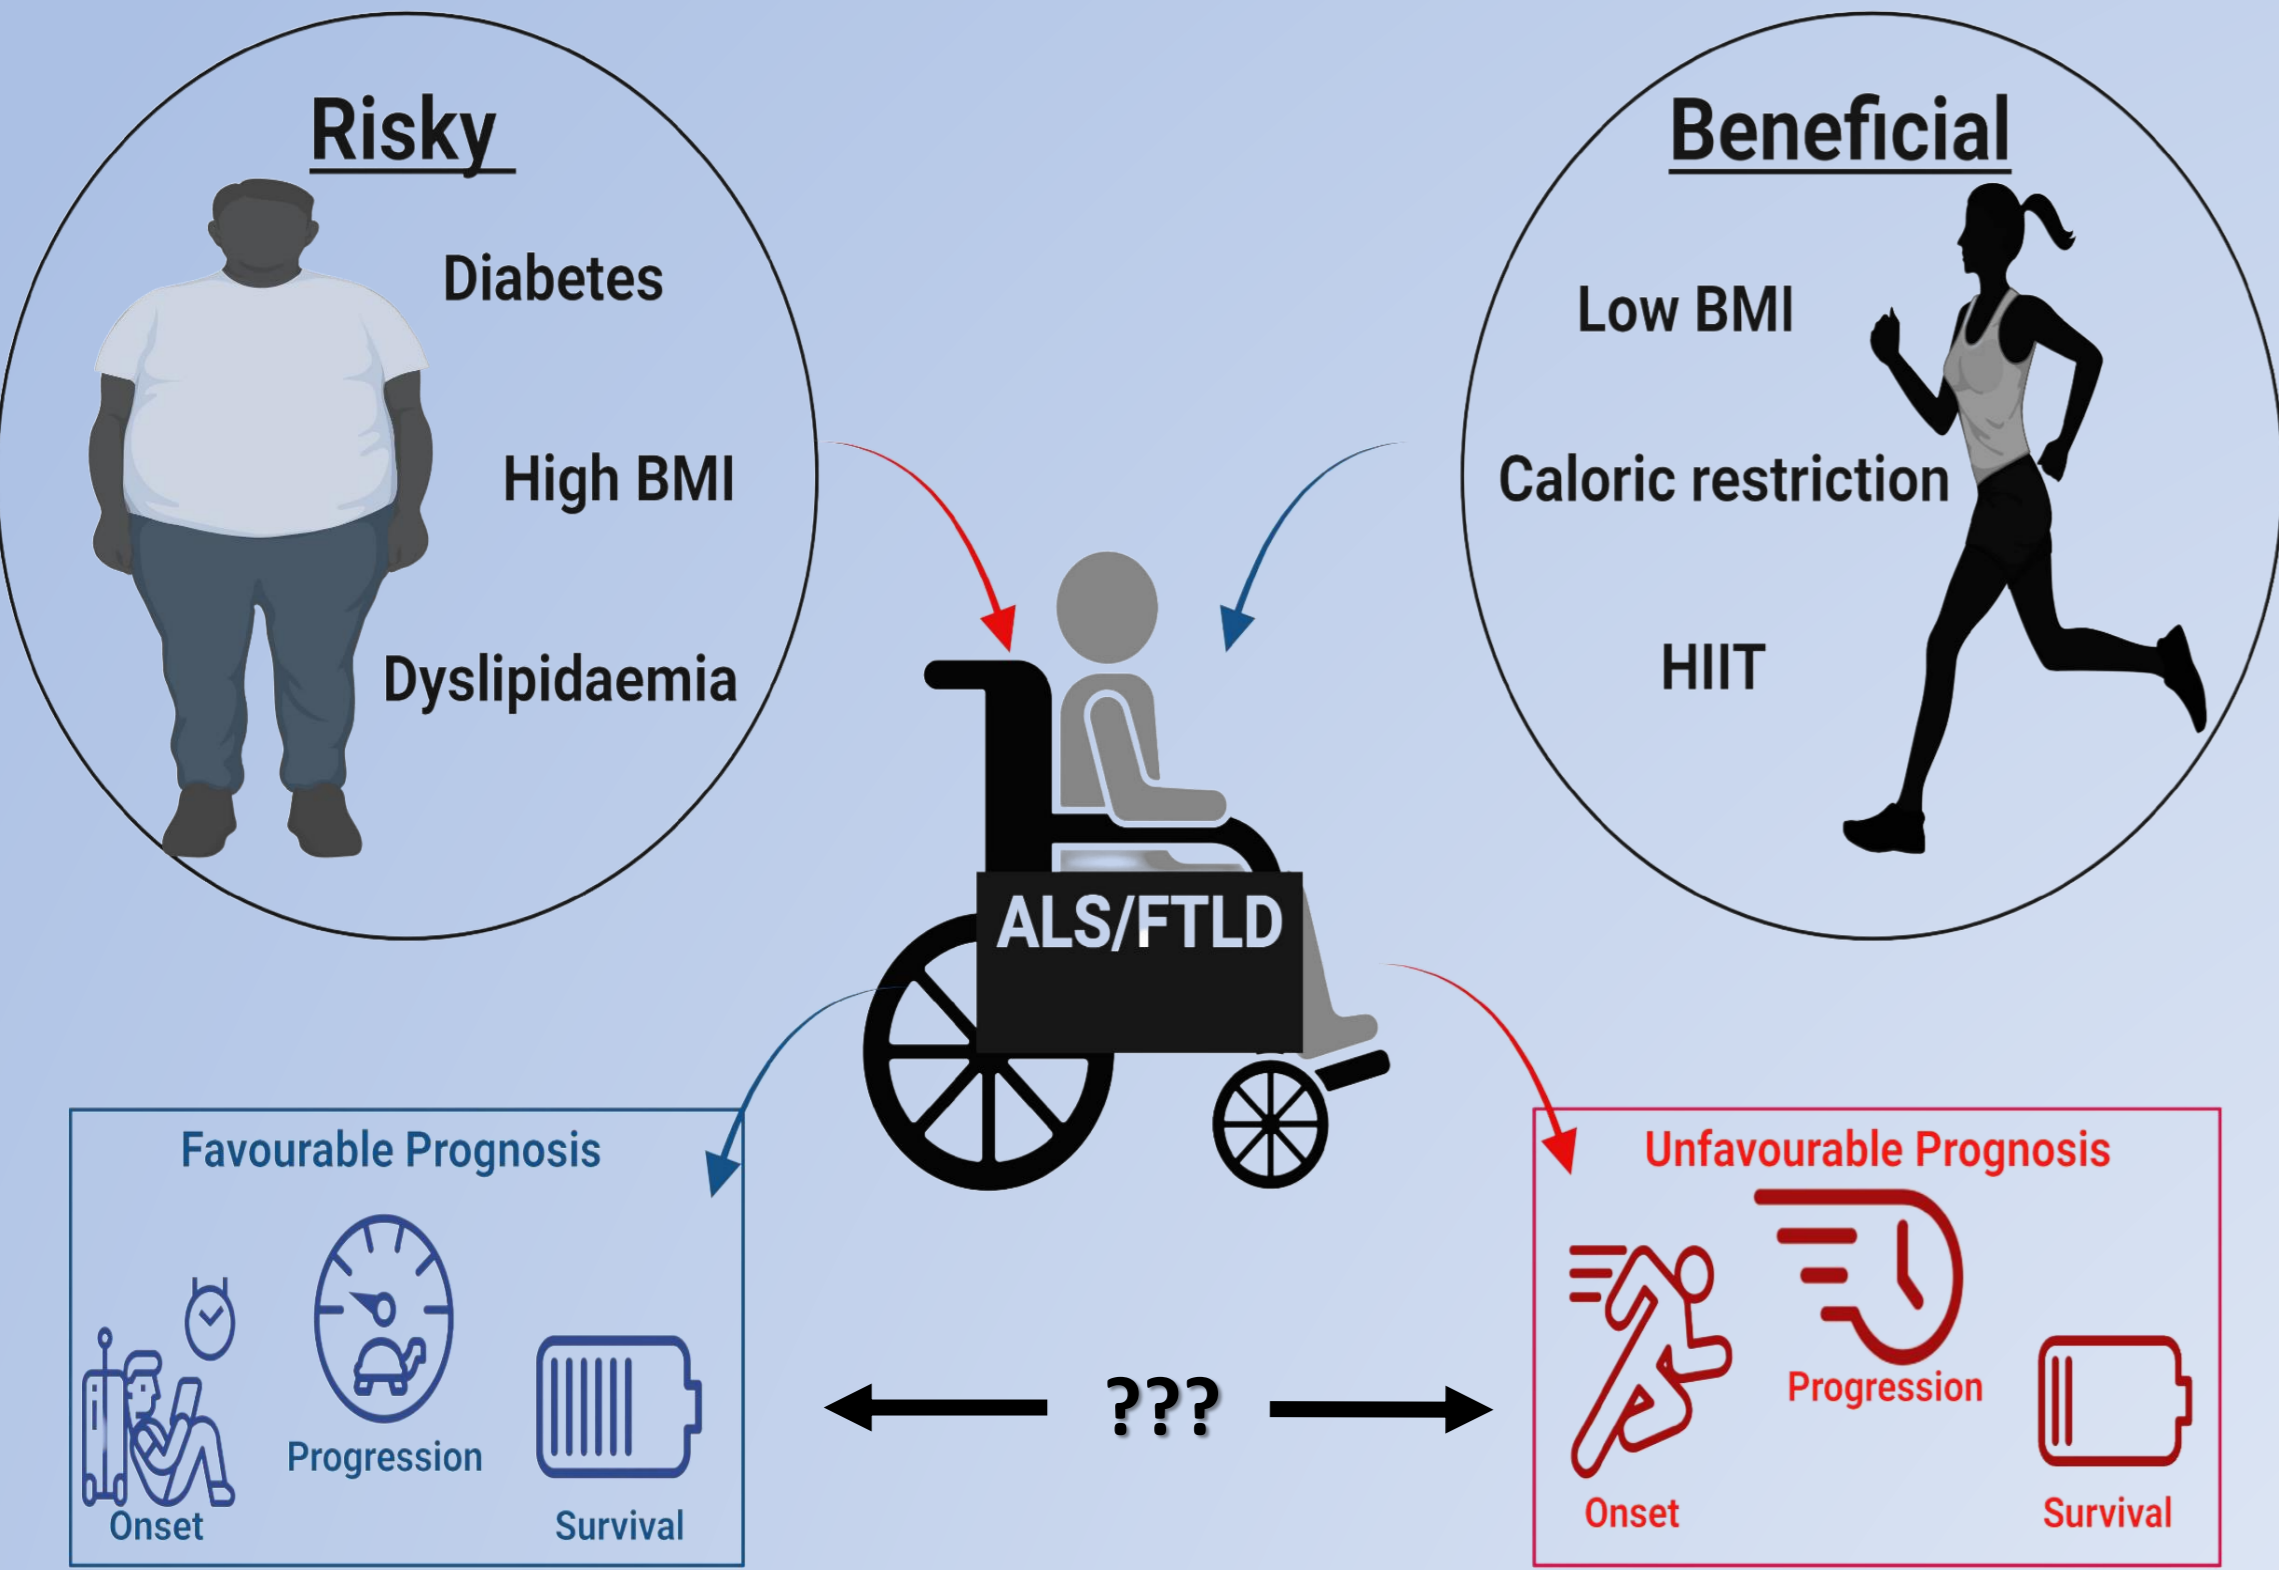 Risky
Diabetes
High BMI
Dyslipidaemia
Beneficial
Low BMI
Caloric restriction
HIIT
ALS/FTLD
Favourable Prognosis
Onset
Progression
Survival
???
Unfavourable Prognosis
Onset
Progression
Survival